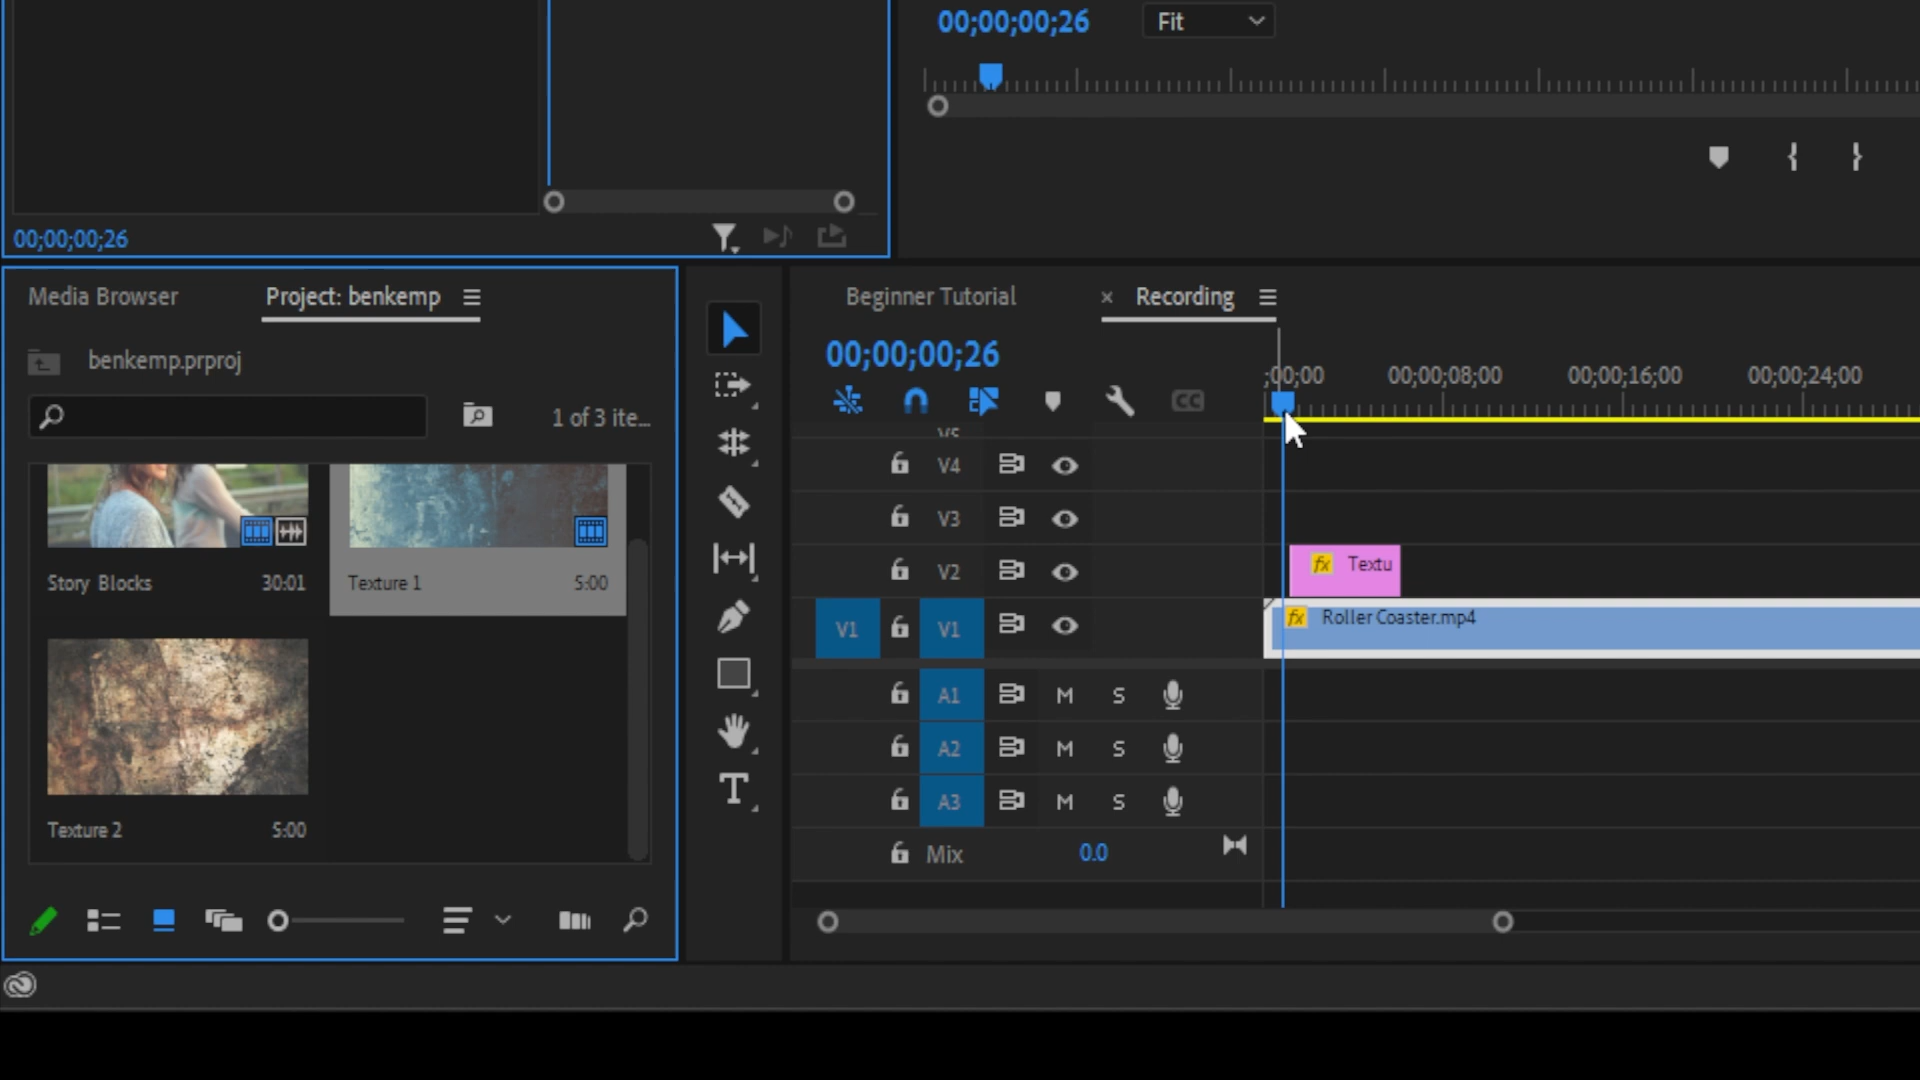 00;00;00;26
Fit
00;00;00;26
Media Browser
Project: benkemp
benkemp.prproj
1 of 3 ite...
Story Blocks
30:01
Texture 1
5:00
Texture 2
5:00
Beginner Tutorial
× Recording
00;00;00;26
;00;00
00;00;08;00
00;00;16;00
00;00;24;00
CC
V4
V3
V2
fx Textu
V1
V1
fx Roller Coaster.mp4
A1
M
S
A2
M
S
A3
M
S
Mix
0.0
T